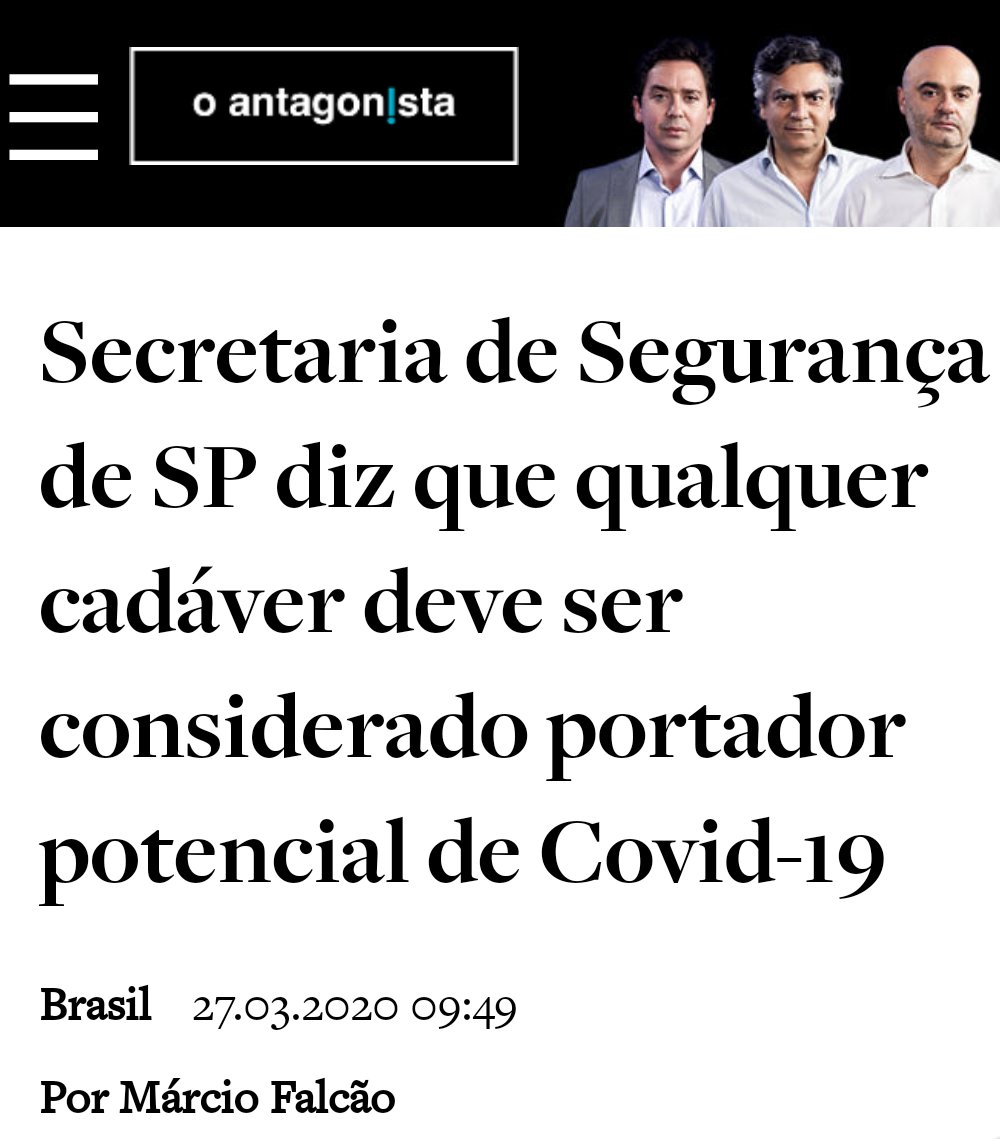 o antagon!sta
Secretaria de Segurança
de SP diz que qualquer
cadáver deve ser
considerado portador
potencial de Covid-19
Brasil 27.03.2020 09:49
Por Márcio Falcão